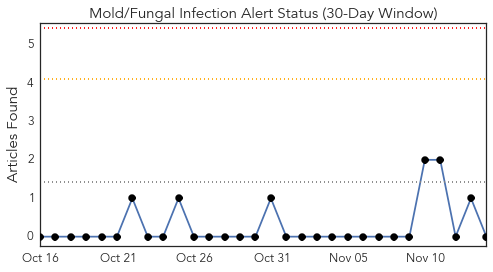 Mold/Fungal Infection Alert Status (30-Day Window)
Articles Found
5
4
3
2
1
0
Oct 16 Oct 21 Oct 26 Oct 31 Nov 05 Nov 10